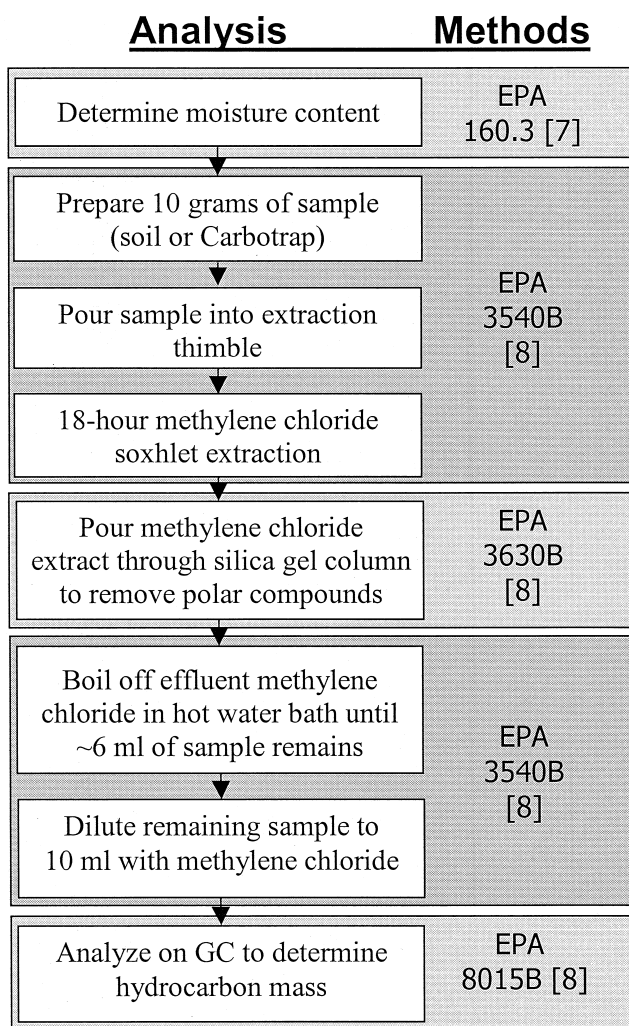 Analysis Methods
Determine moisture content
EPA
160.3 [7]
Prepare 10 grams of sample
(soil or Carbotrap)
Pour sample into extraction
thimble
18-hour methylene chloride
soxhlet extraction
EPA
3540B
[8]
Pour methylene chloride
extract through silica gel column
to remove polar compounds
EPA
3630B
[8]
Boil off effluent methylene
chloride in hot water bath until
~6 ml of sample remains
Dilute remaining sample to
10 ml with methylene chloride
EPA
3540B
[8]
Analyze on GC to determine
hydrocarbon mass
EPA
8015B [8]